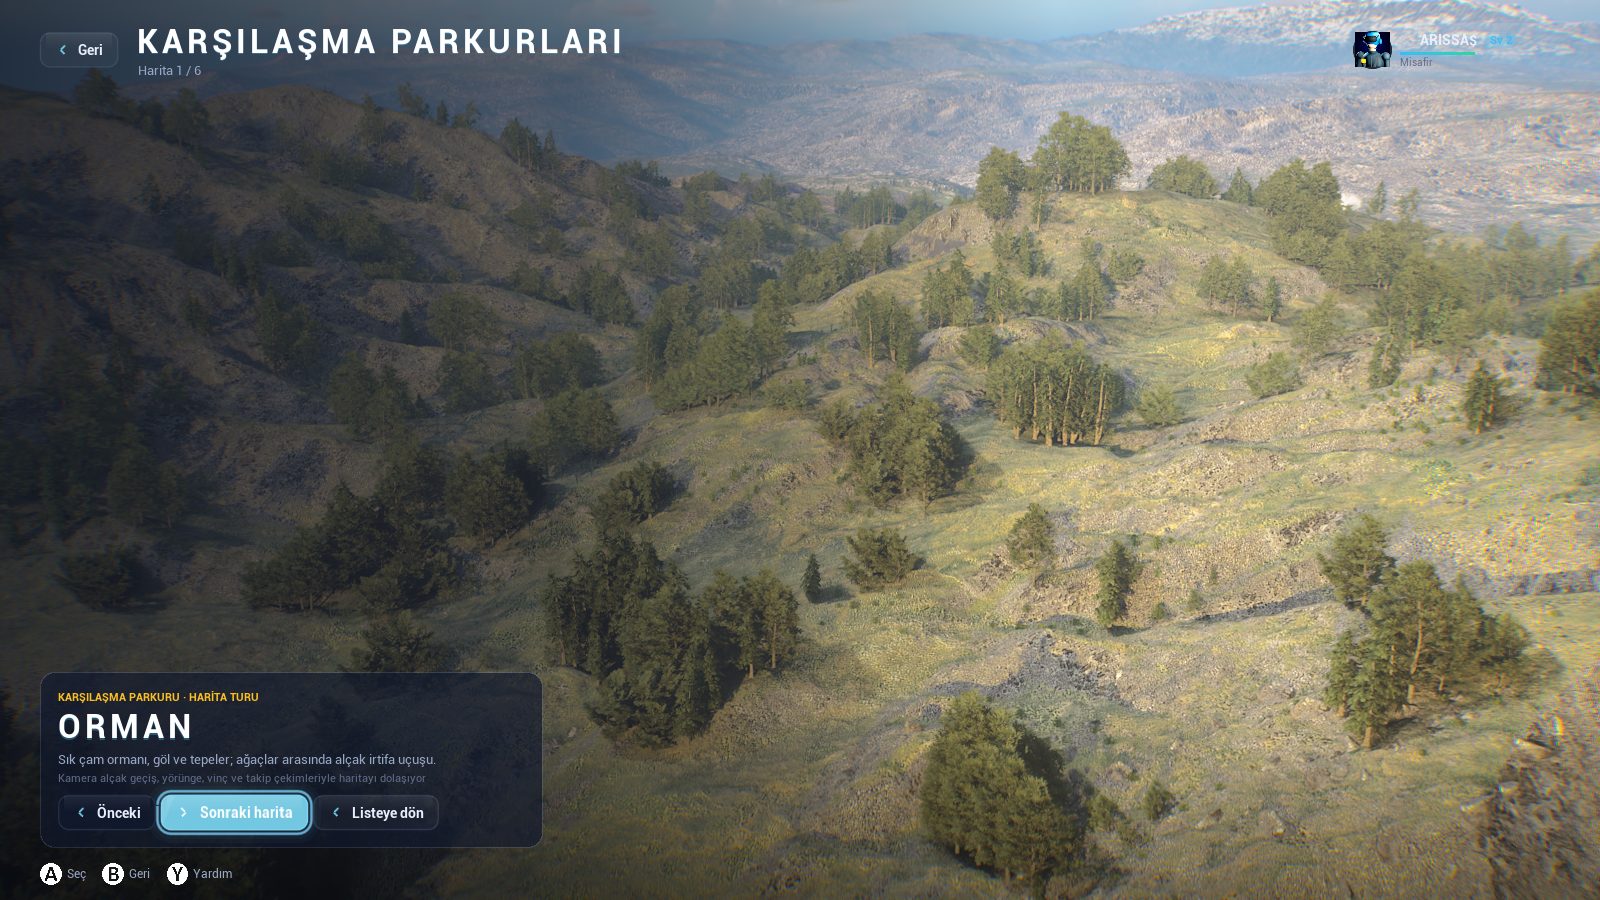 Geri
KARŞILAŞMA PARKURLARI
Harita 1 / 6
ARISSAŞ Sv 2
Misafir
KARŞILAŞMA PARKURU · HARİTA TURU
ORMAN
Sık çam ormanı, göl ve tepeler; ağaçlar arasında alçak irtifa uçuşu.
Kamera alçak geçiş, yörünge, vinç ve takip çekimleriyle haritayı dolaşıyor
Önceki Sonraki harita Listeye dön
A Seç B Geri Y Yardım